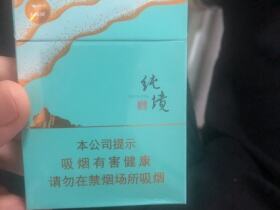 纯境
本公司提示
吸烟有害健康
请勿在禁烟场所吸烟